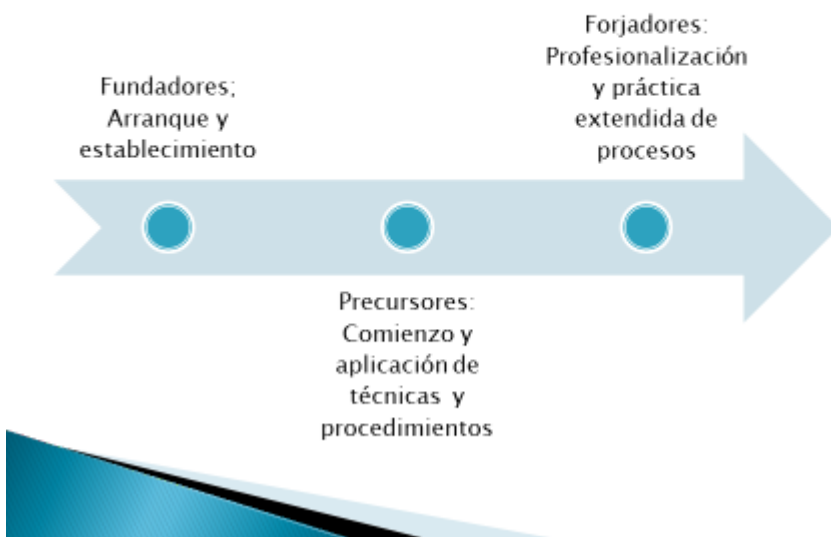 Fundadores;
Arranque y
establecimiento
Precursores:
Comienzo y
aplicación de
técnicas y
procedimientos
Forjadores:
Profesionalización
y práctica
extendida de
procesos